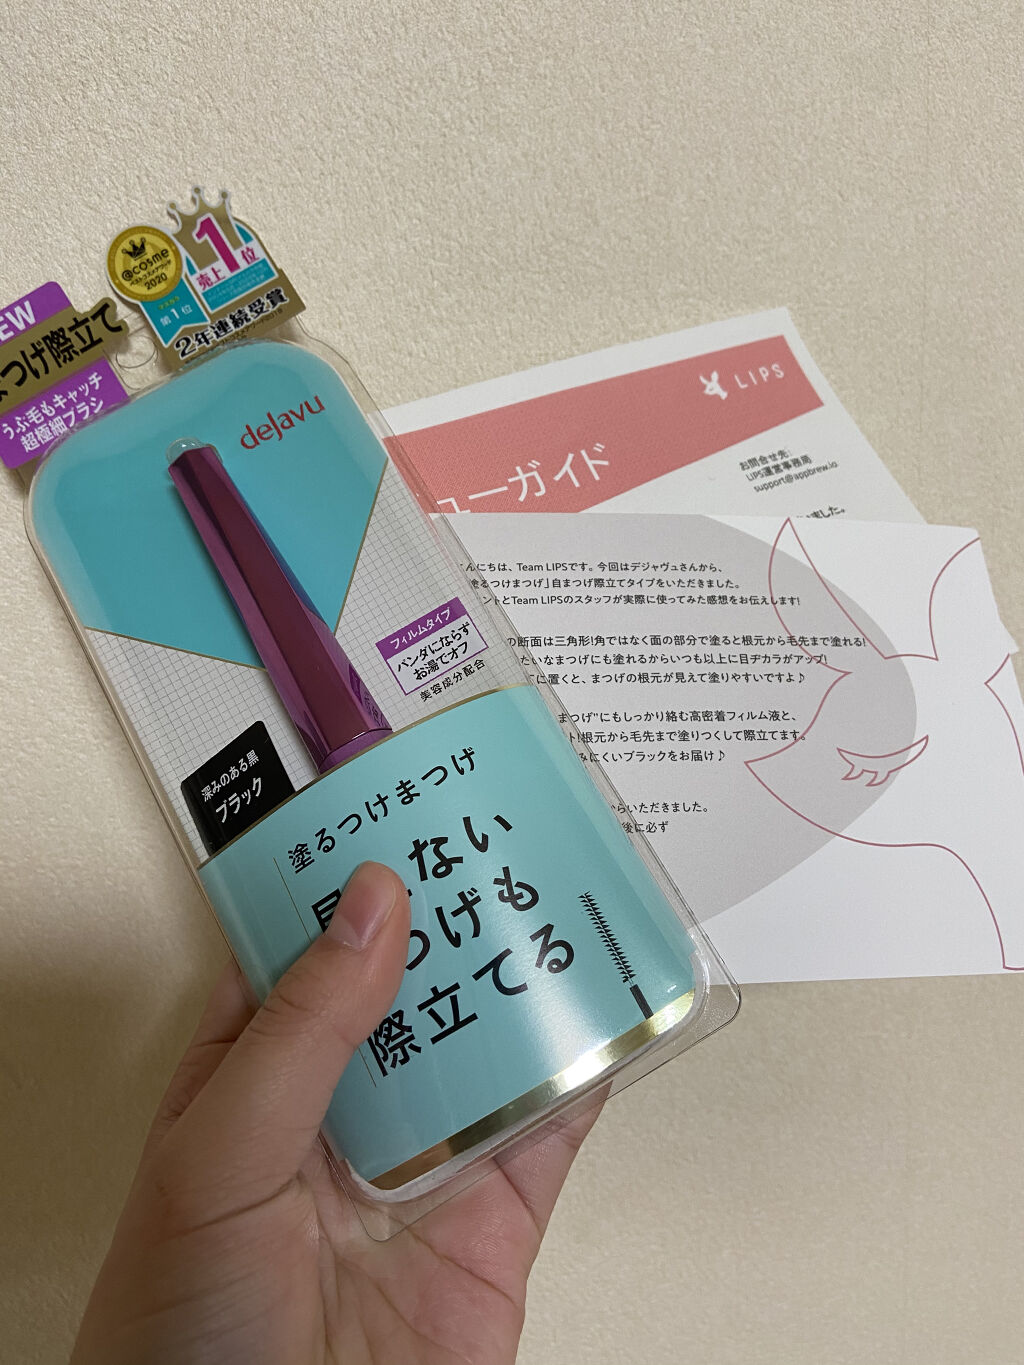 @cosme
ベストコスメアワード
2020
マスカラ
第1位
1
売上
位
2年連続受賞
EW
まつげ際立て
うぶ毛もキャッチ
超極細ブラシ
dejavu
フィルムタイプ
パンダにならず
お湯でオフ
美容成分配合
深みのある黒
ブラック
塗るつけまつげ
ない
つげも
際立てる
LIPS
ューガイド
お問合せ先:
LIPS運営事務局
support@appbrew.io
ました。
んにちは、Team LIPSです。今回はデジャヴュさんから、
塗るつけまつげ」自まつげ際立てタイプをいただきました。
ントとTeam LIPSのスタッフが実際に使ってみた感想をお伝えします!
の断面は三角形!角ではなく面の部分で塗ると根元から毛先まで塗れる!
たいなまつげにも塗れるからいつも以上に目ヂカラがアップ!
に置くと、まつげの根元が見えて塗りやすいですよ♪
まつげ"にもしっかり絡む高密着フィルム液と、
ト!根元から毛先まで塗りつくして際立てます。
みにくいブラックをお届け♪
らいただきました。
後に必ず